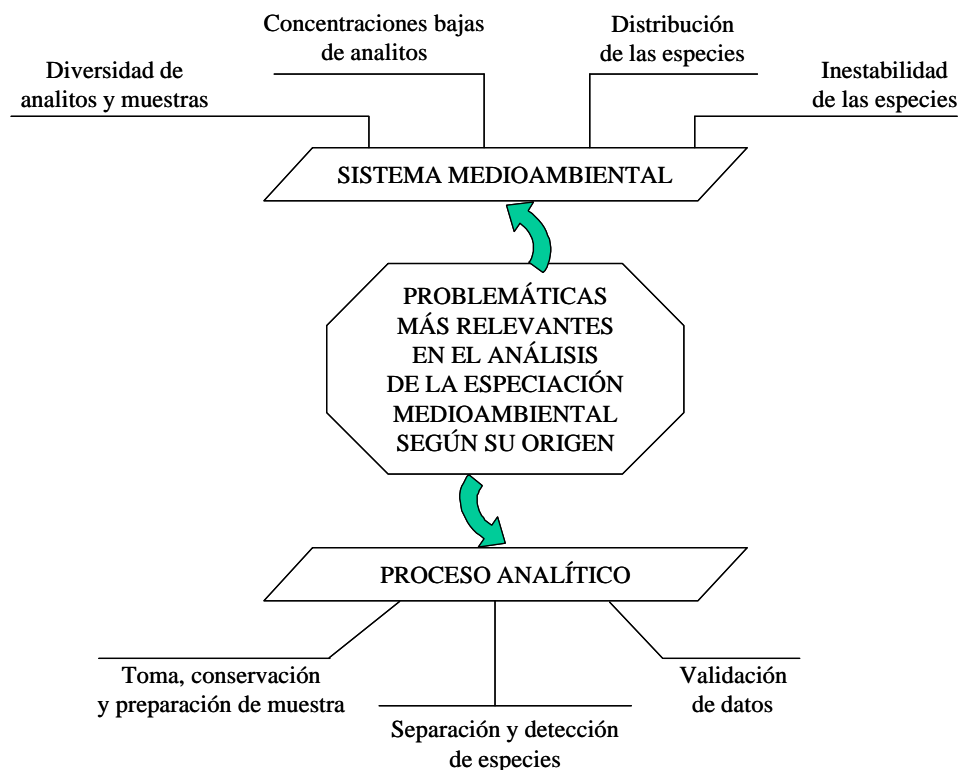 Concentraciones bajas
de analitos
Distribución
de las especies
Diversidad de
analitos y muestras
Inestabilidad
de las especies
SISTEMA MEDIOAMBIENTAL
PROBLEMÁTICAS
MÁS RELEVANTES
EN EL ANÁLISIS
DE LA ESPECIACIÓN
MEDIOAMBIENTAL
SEGÚN SU ORIGEN
PROCESO ANALÍTICO
Toma, conservación
y preparación de muestra
Separación y detección
de especies
Validación
de datos